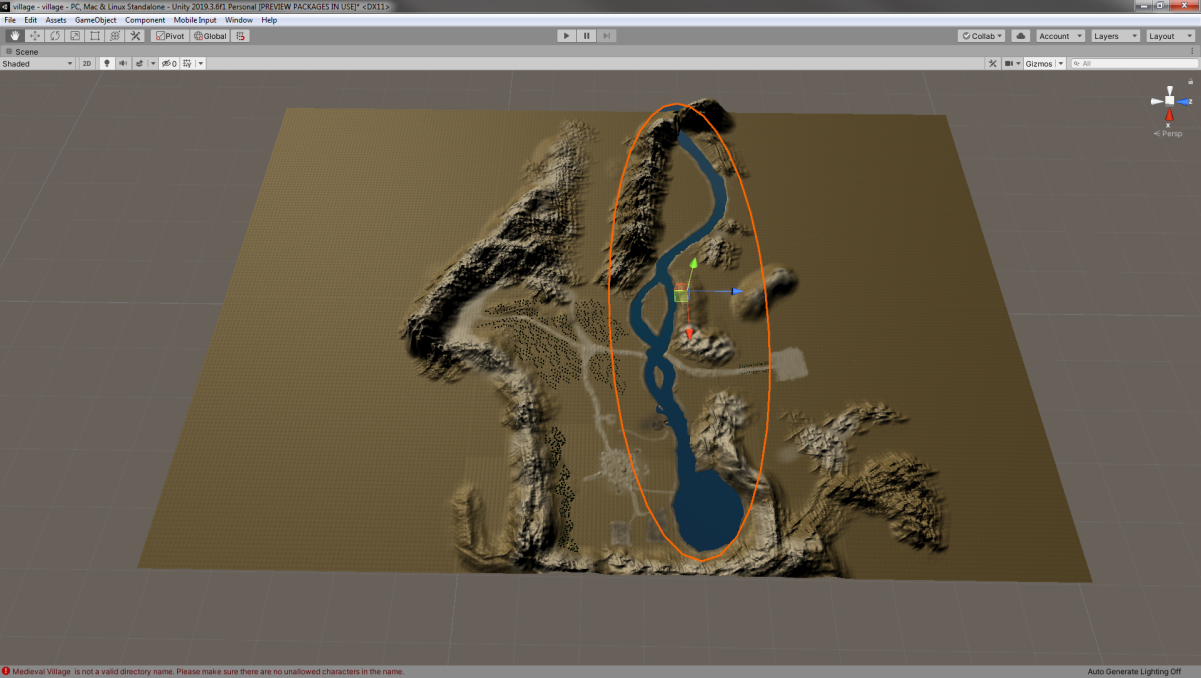 village - village - PC, Mac & Linux Standalone - Unity 2019.3.6f1 Personal [PREVIEW PACKAGES IN USE]* <DX11>
File Edit Assets GameObject Component Mobile Input Window Help
Pivot Global Collab Account Layers Layout
Scene
Shaded 2D 0 Gizmos All
z
x
Persp
Medieval Village is not a valid directory name. Please make sure there are no unallowed characters in the name.
Auto Generate Lighting Off